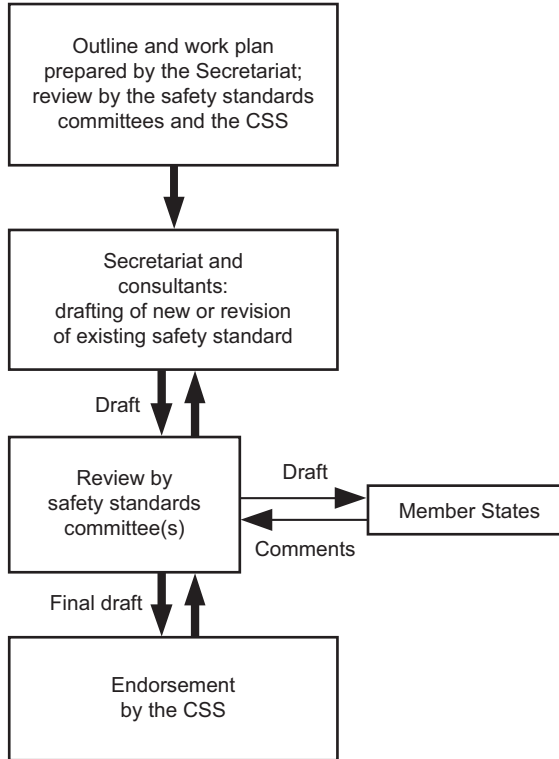 Outline and work plan
prepared by the Secretariat;
review by the safety standards
committees and the CSS
Secretariat and
consultants:
drafting of new or revision
of existing safety standard
Draft
Review by
safety standards
committee(s)
Draft
Member States
Comments
Final draft
Endorsement
by the CSS